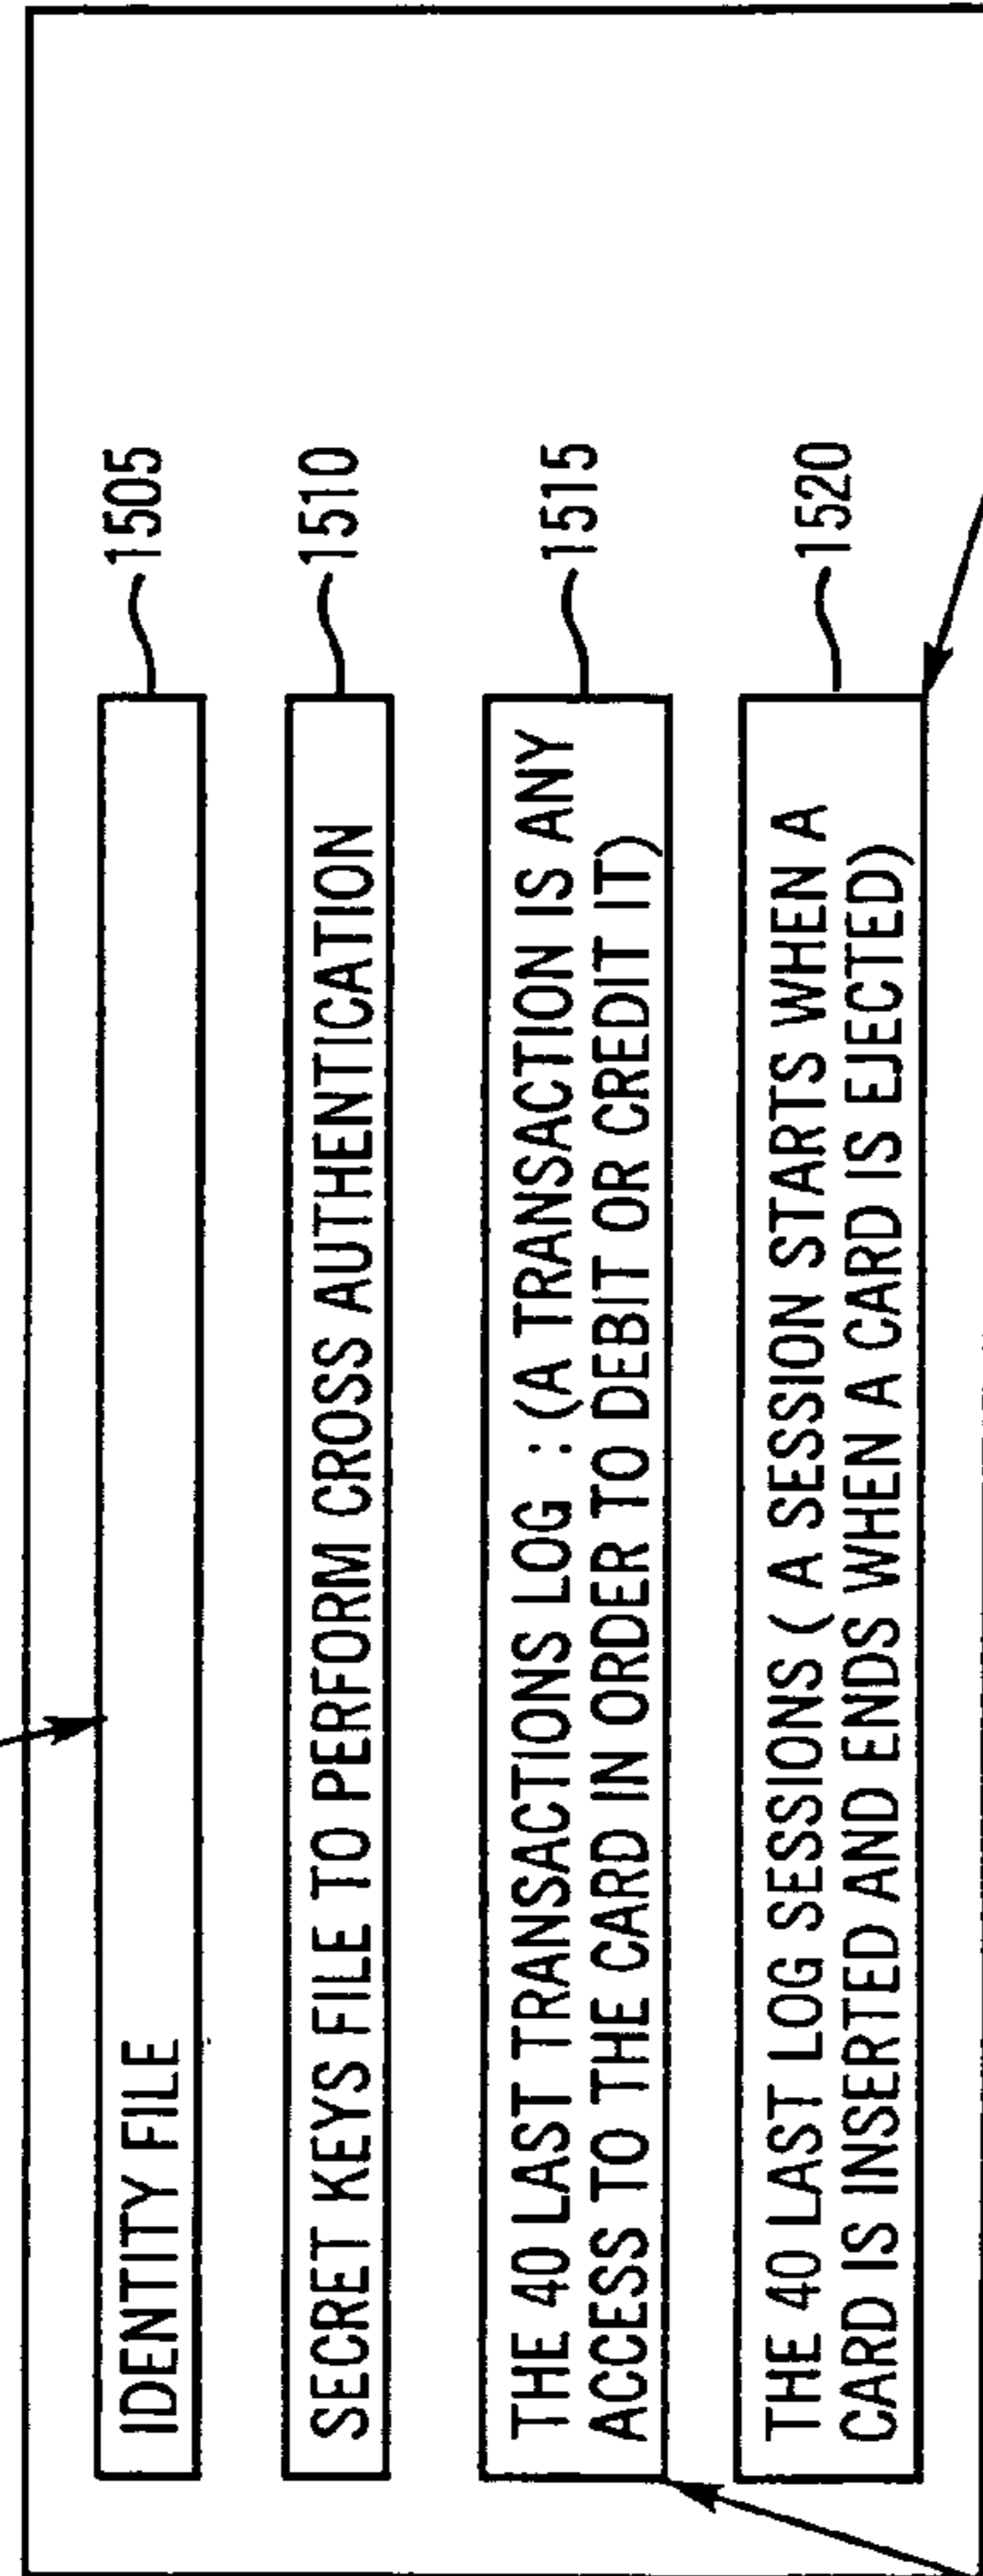 IDENTITY FILE
1505
SECRET KEYS FILE TO PERFORM CROSS AUTHENTICATION
1510
THE 40 LAST TRANSACTIONS LOG : (A TRANSACTION IS ANY
ACCESS TO THE CARD IN ORDER TO DEBIT OR CREDIT IT)
1515
THE 40 LAST LOG SESSIONS ( A SESSION STARTS WHEN A
CARD IS INSERTED AND ENDS WHEN A CARD IS EJECTED)
1520